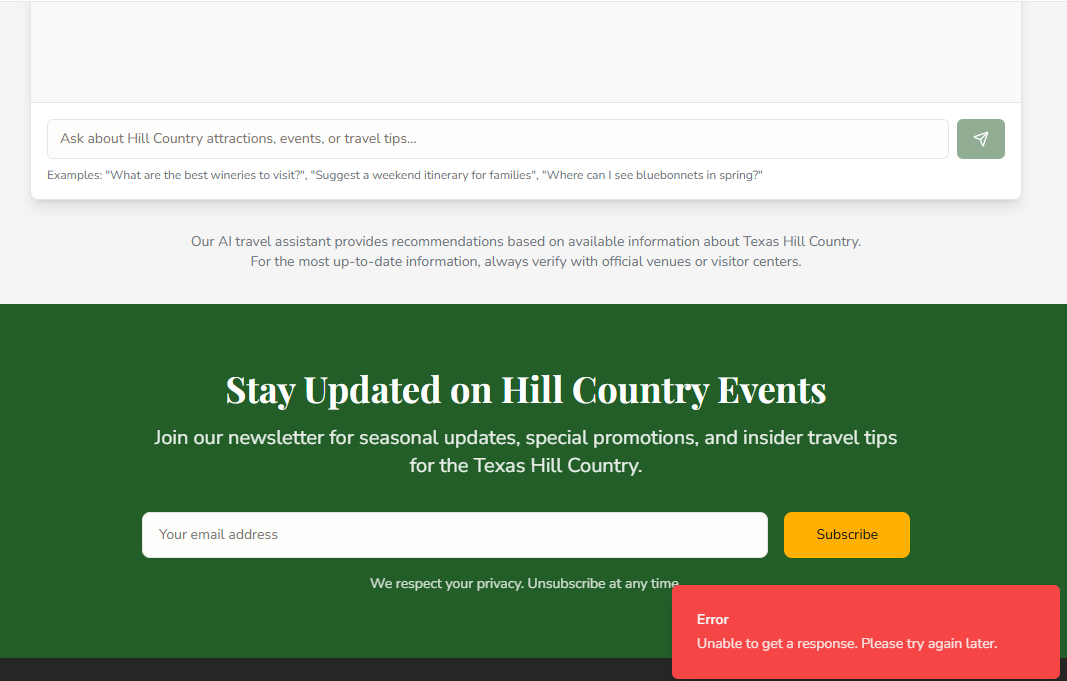 Ask about Hill Country attractions, events, or travel tips...
Examples: "What are the best wineries to visit?", "Suggest a weekend itinerary for families", "Where can I see bluebonnets in spring?"
Our AI travel assistant provides recommendations based on available information about Texas Hill Country.
For the most up-to-date information, always verify with official venues or visitor centers.
Stay Updated on Hill Country Events
Join our newsletter for seasonal updates, special promotions, and insider travel tips
for the Texas Hill Country.
Your email address
Subscribe
We respect your privacy. Unsubscribe at any time.
Error
Unable to get a response. Please try again later.